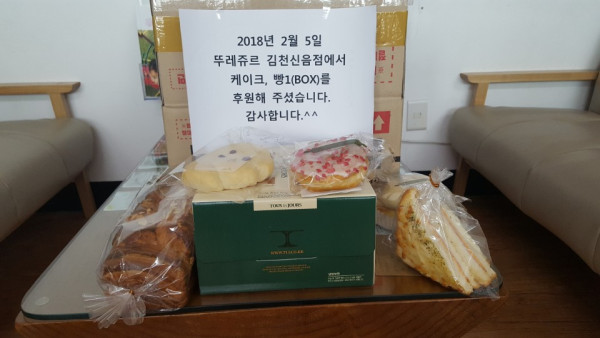 2018년 2월 5일
뚜레쥬르 김천신음점에서
케이크, 빵1(BOX)를
후원해 주셨습니다.
감사합니다.^^
TOUS les JOURS